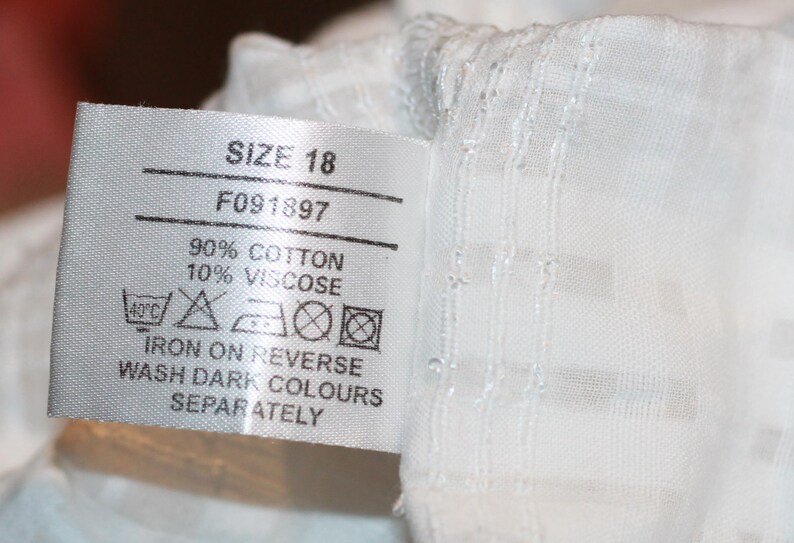 SIZE 18
F091897
90% COTTON
10% VISCOSE
40°C
IRON ON REVERSE
WASH DARK COLOURS
SEPARATELY